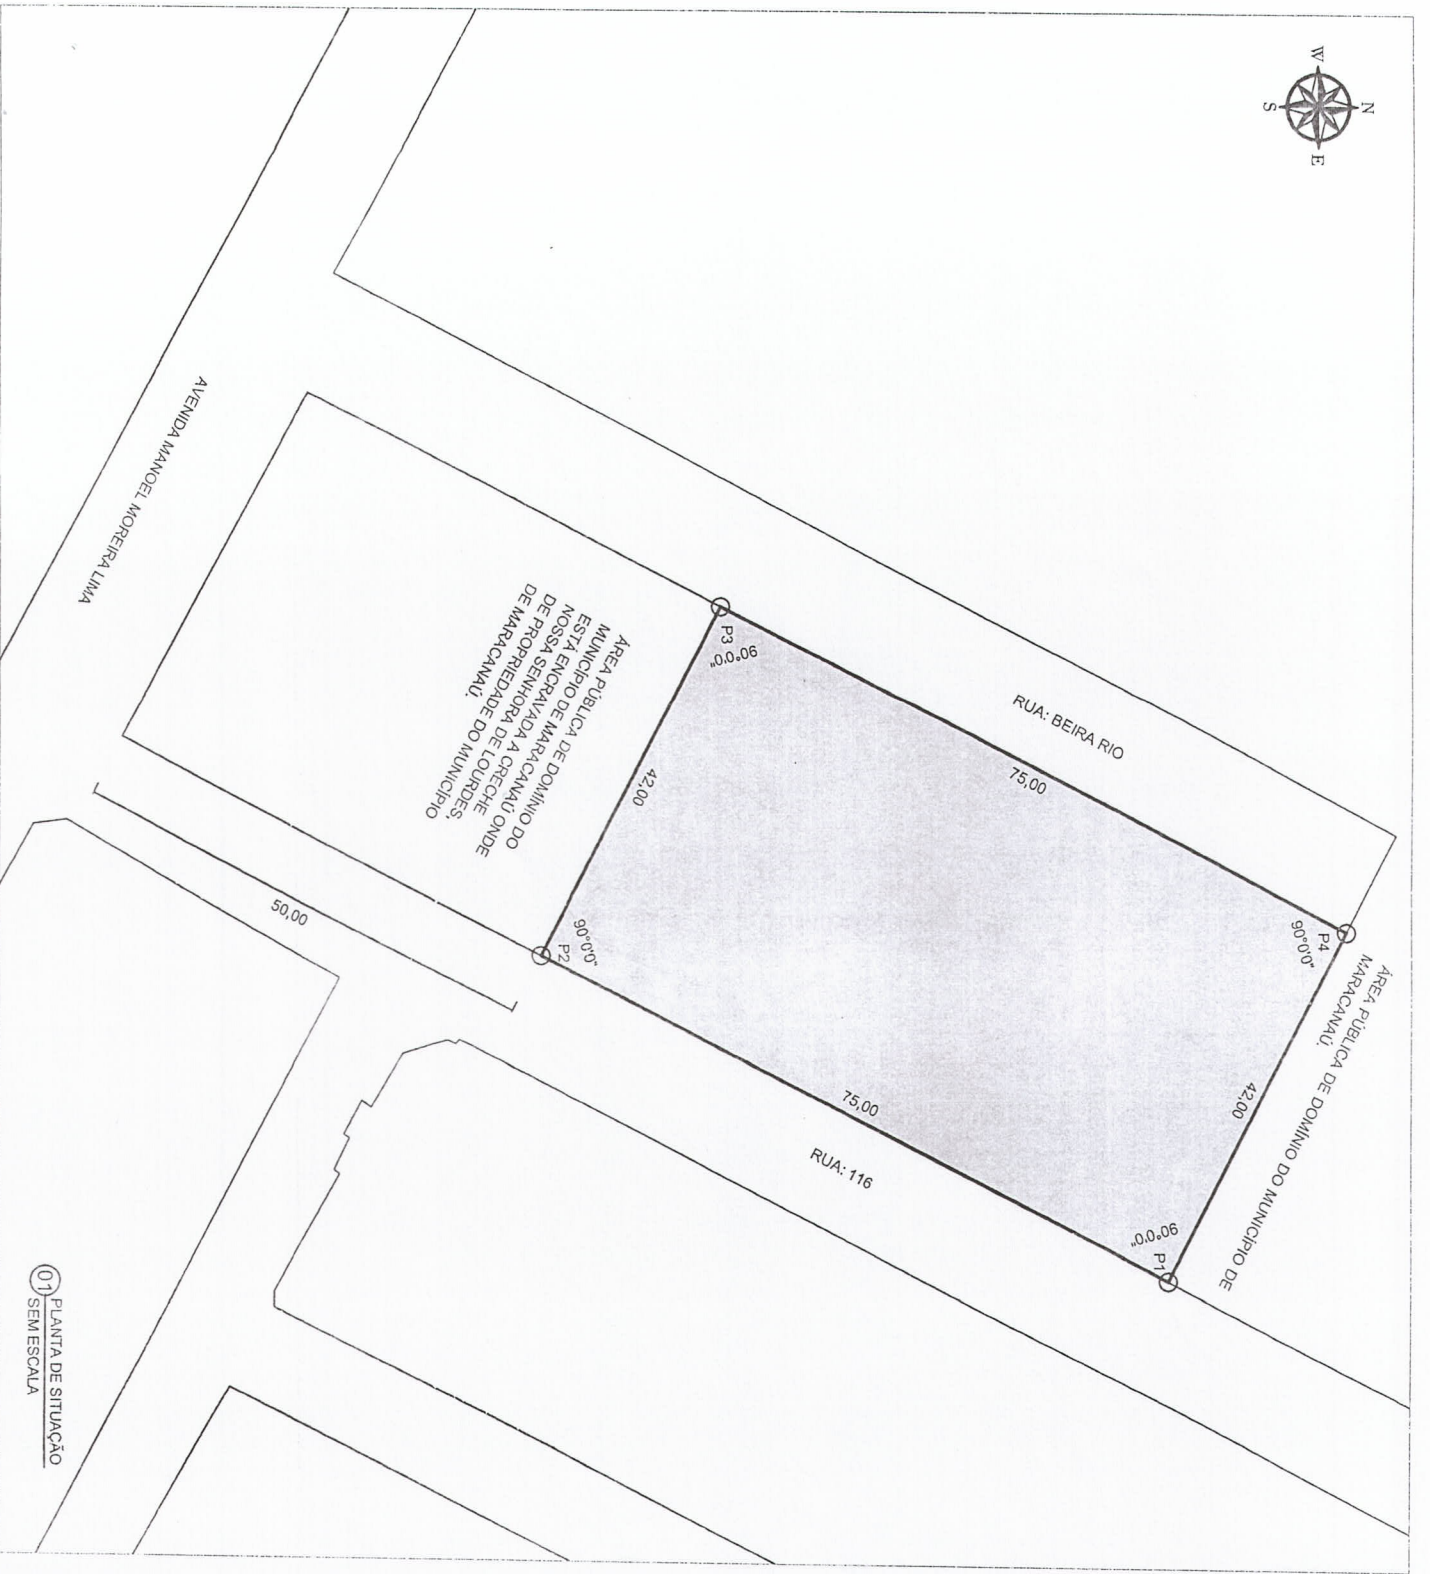 N
W
E
S
ÁREA PÚBLICA DE DOMÍNIO DO MUNICÍPIO DE
MARACANAÚ.
P4
90°0'0"
42,00
P1
90°0'0"
RUA: BEIRA RIO
75,00
75,00
RUA: 116
P3
90°0'0"
42,00
P2
90°0'0"
ÁREA PÚBLICA DE DOMÍNIO DO
MUNICÍPIO DE MARACANAÚ ONDE
ESTÁ ENCRAVADA A CRECHE
NOSSA SENHORA DE LOURDES,
DE PROPRIEDADE DO MUNICÍPIO
DE MARACANAÚ.
50,00
AVENIDA MANOEL MOREIRA LIMA
01 PLANTA DE SITUAÇÃO
SEM ESCALA